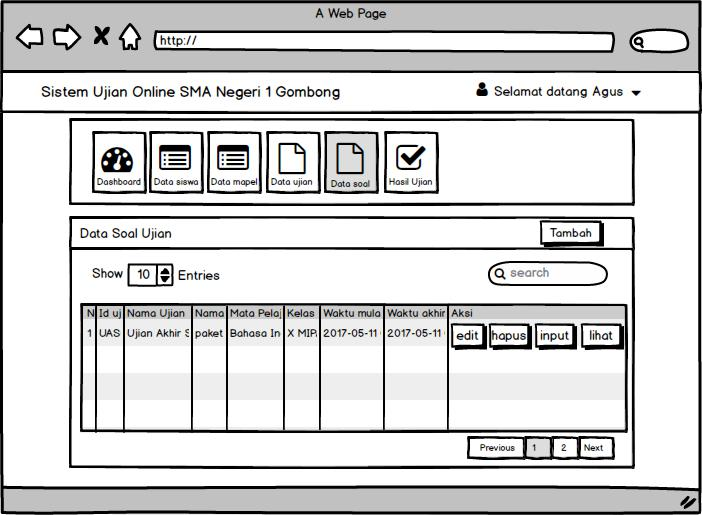 A Web Page
http://
Sistem Ujian Online SMA Negeri 1 Gombong
Selamat datang Agus
Dashboard Data siswa Data mapel Data ujian Data soal Hasil Ujian
Data Soal Ujian Tambah
Show 10 Entries search
N Id uj Nama Ujian Nama Mata Pelaj Kelas Waktu mula Waktu akhir Aksi
1 UAS Ujian Akhir S paket Bahasa In X MIP 2017-05-11 2017-05-11 edit hapus input lihat
Previous 1 2 Next